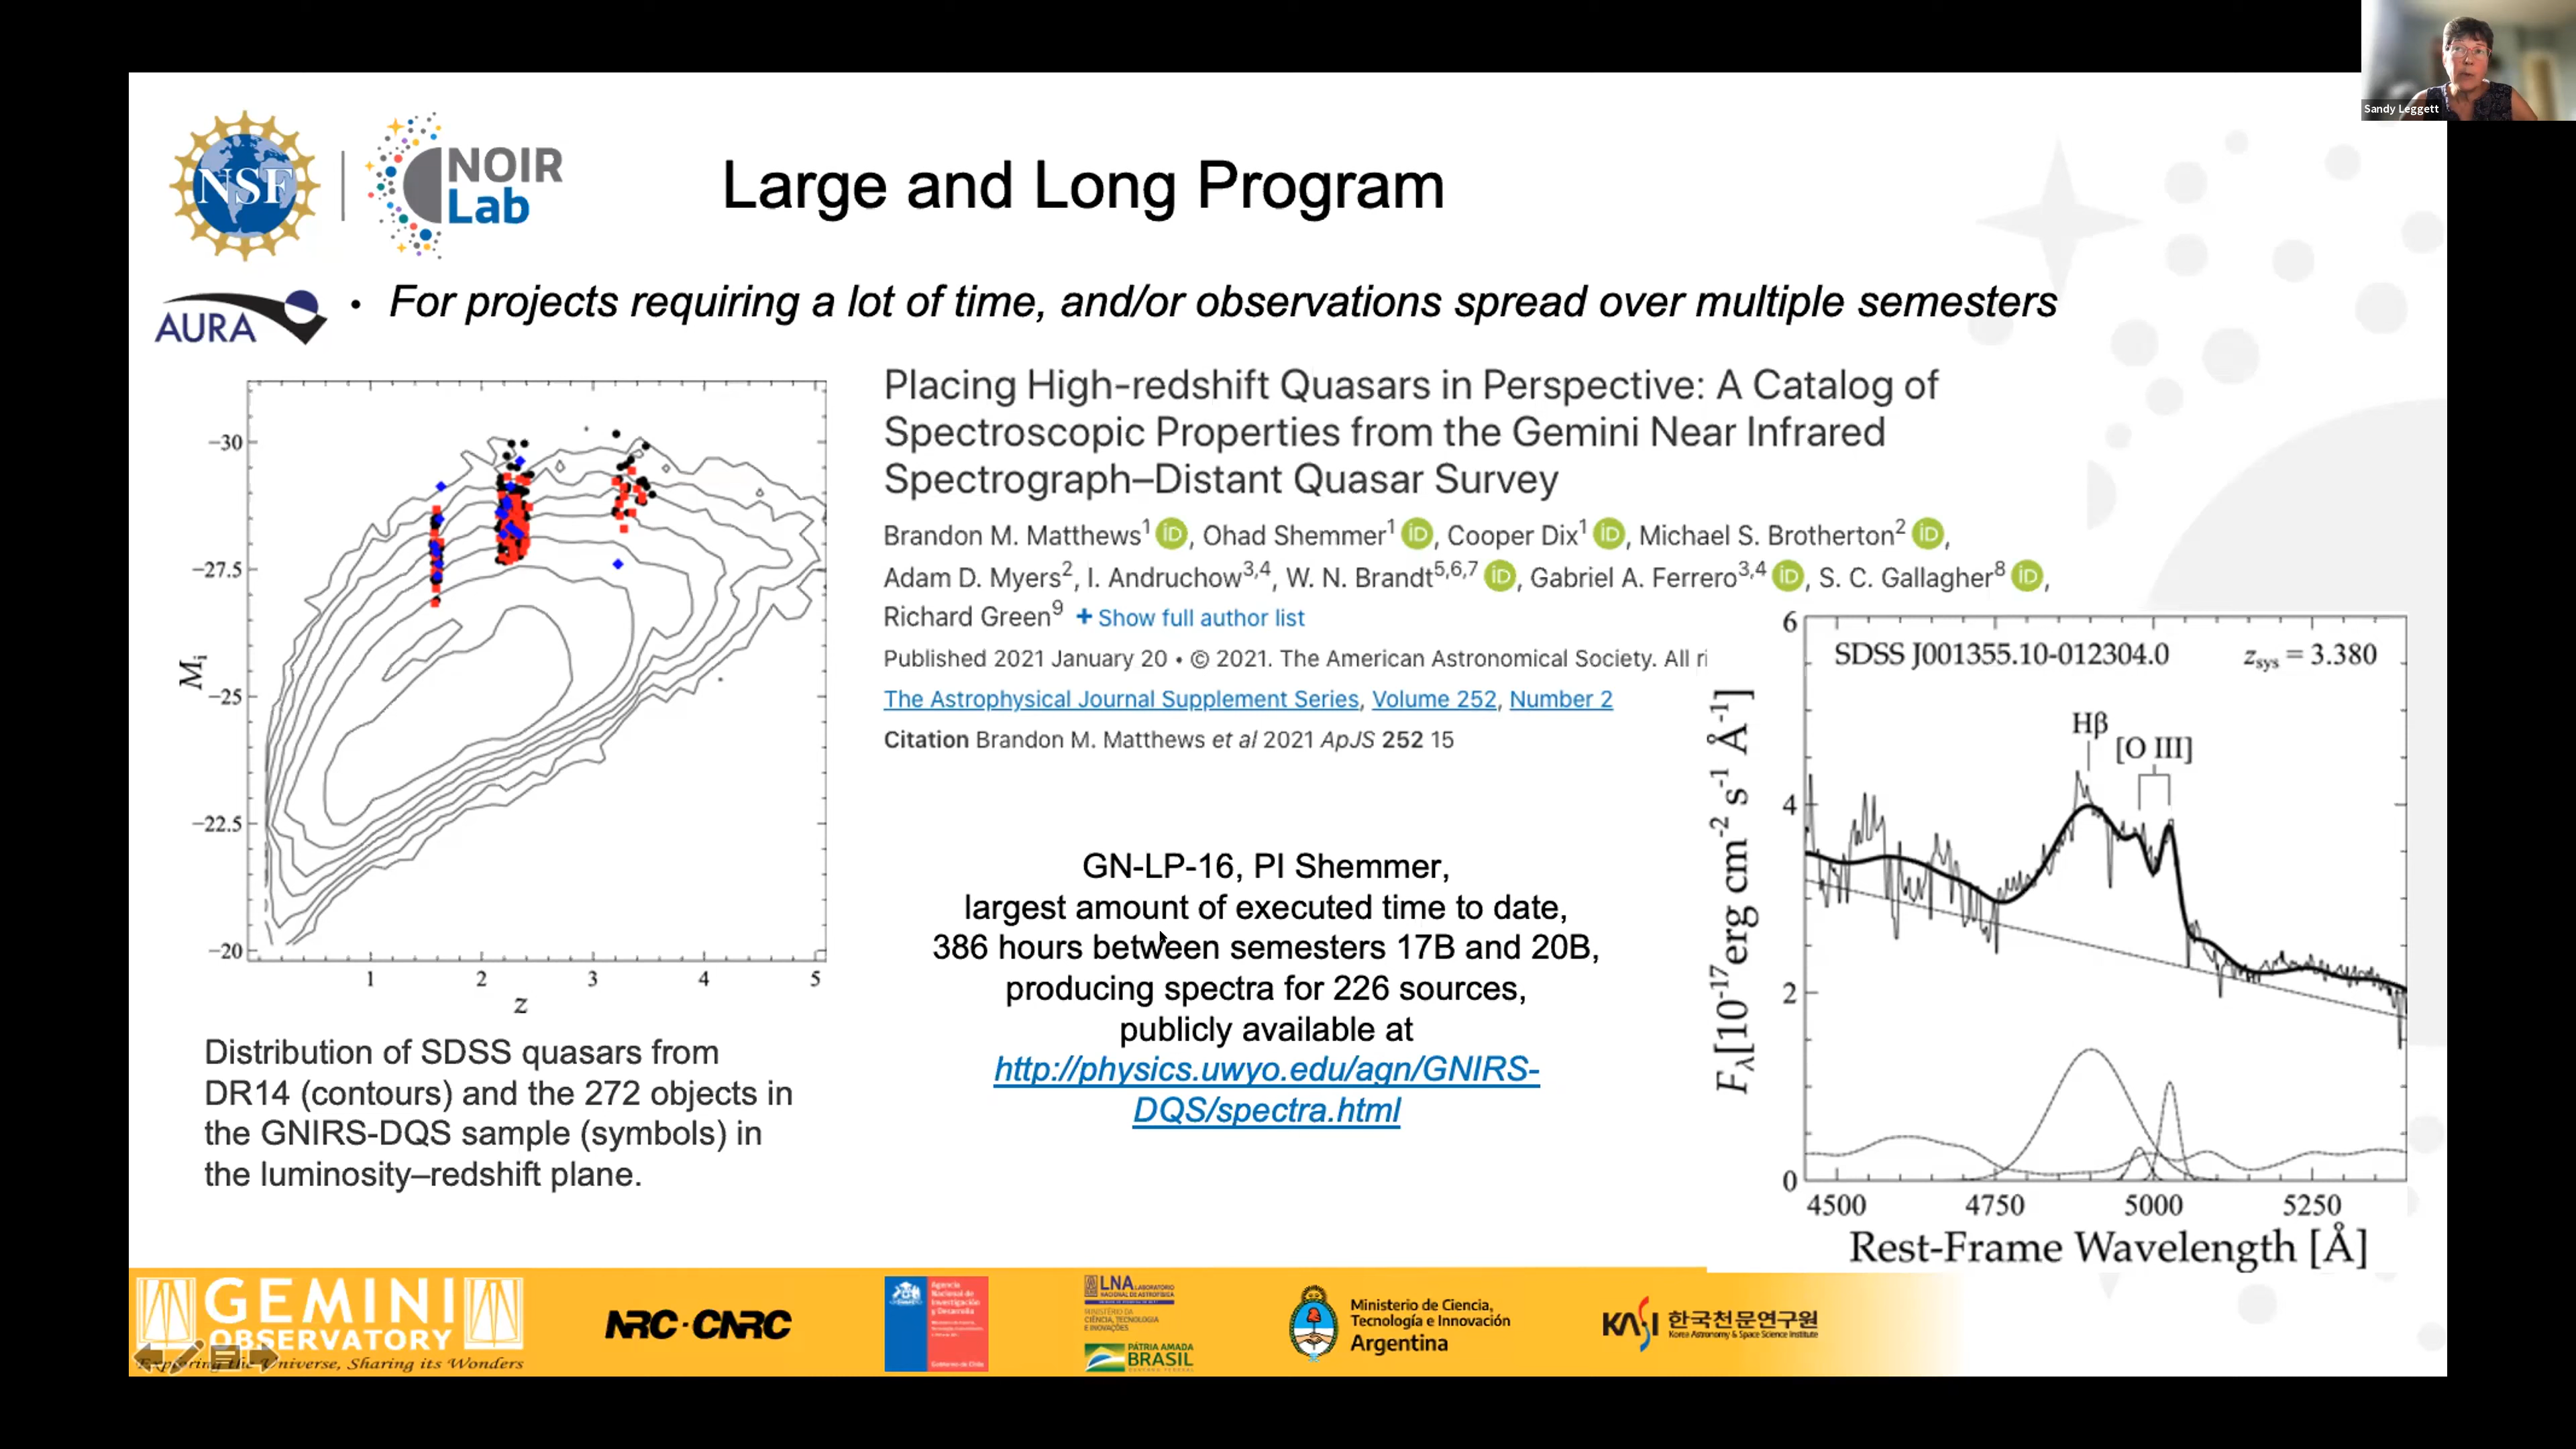 Sandy Leggett
NSF
NOIR
Lab
Large and Long Program
AURA
• For projects requiring a lot of time, and/or observations spread over multiple semesters
Placing High-redshift Quasars in Perspective: A Catalog of
Spectroscopic Properties from the Gemini Near Infrared
Spectrograph–Distant Quasar Survey
Brandon M. Matthews1 iD, Ohad Shemmer1 iD, Cooper Dix1 iD, Michael S. Brotherton2 iD,
Adam D. Myers2, I. Andruchow3,4, W. N. Brandt5,6,7 iD, Gabriel A. Ferrero3,4 iD, S. C. Gallagher8 iD,
Richard Green9 + Show full author list
Published 2021 January 20 • © 2021. The American Astronomical Society. All ri
The Astrophysical Journal Supplement Series, Volume 252, Number 2
Citation Brandon M. Matthews et al 2021 ApJS 252 15
−30
−27.5
−25
−22.5
−20
Mi
1 2 3 4 5
z
Distribution of SDSS quasars from
DR14 (contours) and the 272 objects in
the GNIRS-DQS sample (symbols) in
the luminosity–redshift plane.
GN-LP-16, PI Shemmer,
largest amount of executed time to date,
386 hours between semesters 17B and 20B,
producing spectra for 226 sources,
publicly available at
http://physics.uwyo.edu/agn/GNIRS-
DQS/spectra.html
SDSS J001355.10-012304.0 zsys = 3.380
Hβ
[O III]
6
4
2
0
Fλ[10-17erg cm-2 s-1 Å-1]
4500 4750 5000 5250
Rest-Frame Wavelength [Å]
GEMINI
OBSERVATORY
Exploring the Universe, Sharing its Wonders
NRC·CNRC
Agencia
Nacional de
Investigación
y Desarrollo
Gobierno de Chile
LNA LABORATÓRIO
NACIONAL DE ASTROFÍSICA
MINISTÉRIO DA
CIÊNCIA, TECNOLOGIA
E INOVAÇÕES
PÁTRIA AMADA
BRASIL
Ministerio de Ciencia,
Tecnología e Innovación
Argentina
KASI 한국천문연구원
Korea Astronomy & Space Science Institute